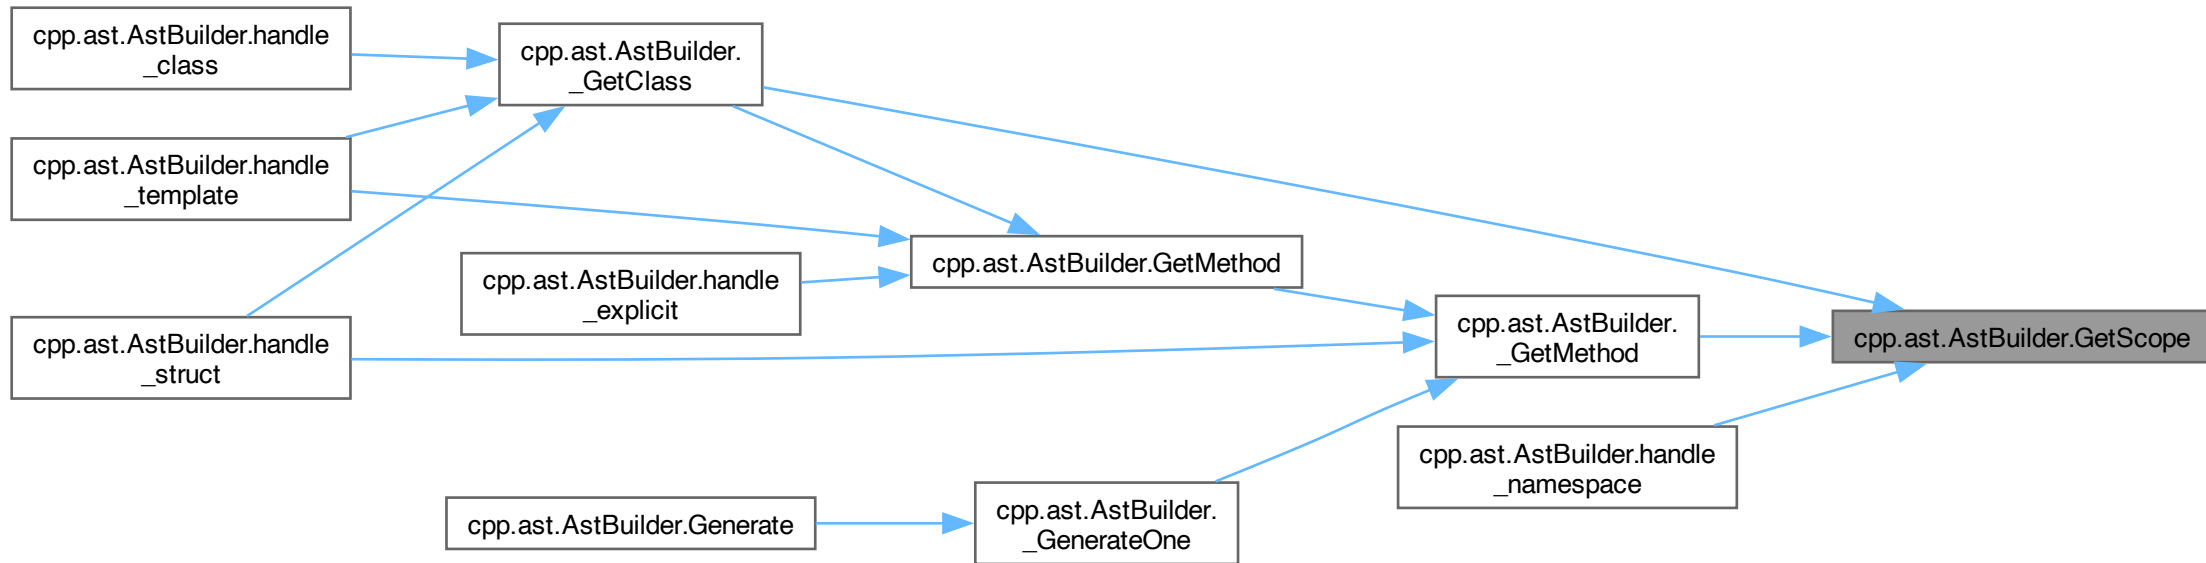 cpp.ast.AstBuilder.handle
_class
cpp.ast.AstBuilder.
_GetClass
cpp.ast.AstBuilder.handle
_template
cpp.ast.AstBuilder.GetMethod
cpp.ast.AstBuilder.handle
_explicit
cpp.ast.AstBuilder.handle
_struct
cpp.ast.AstBuilder.
_GetMethod
cpp.ast.AstBuilder.GetScope
cpp.ast.AstBuilder.handle
_namespace
cpp.ast.AstBuilder.Generate
cpp.ast.AstBuilder.
_GenerateOne